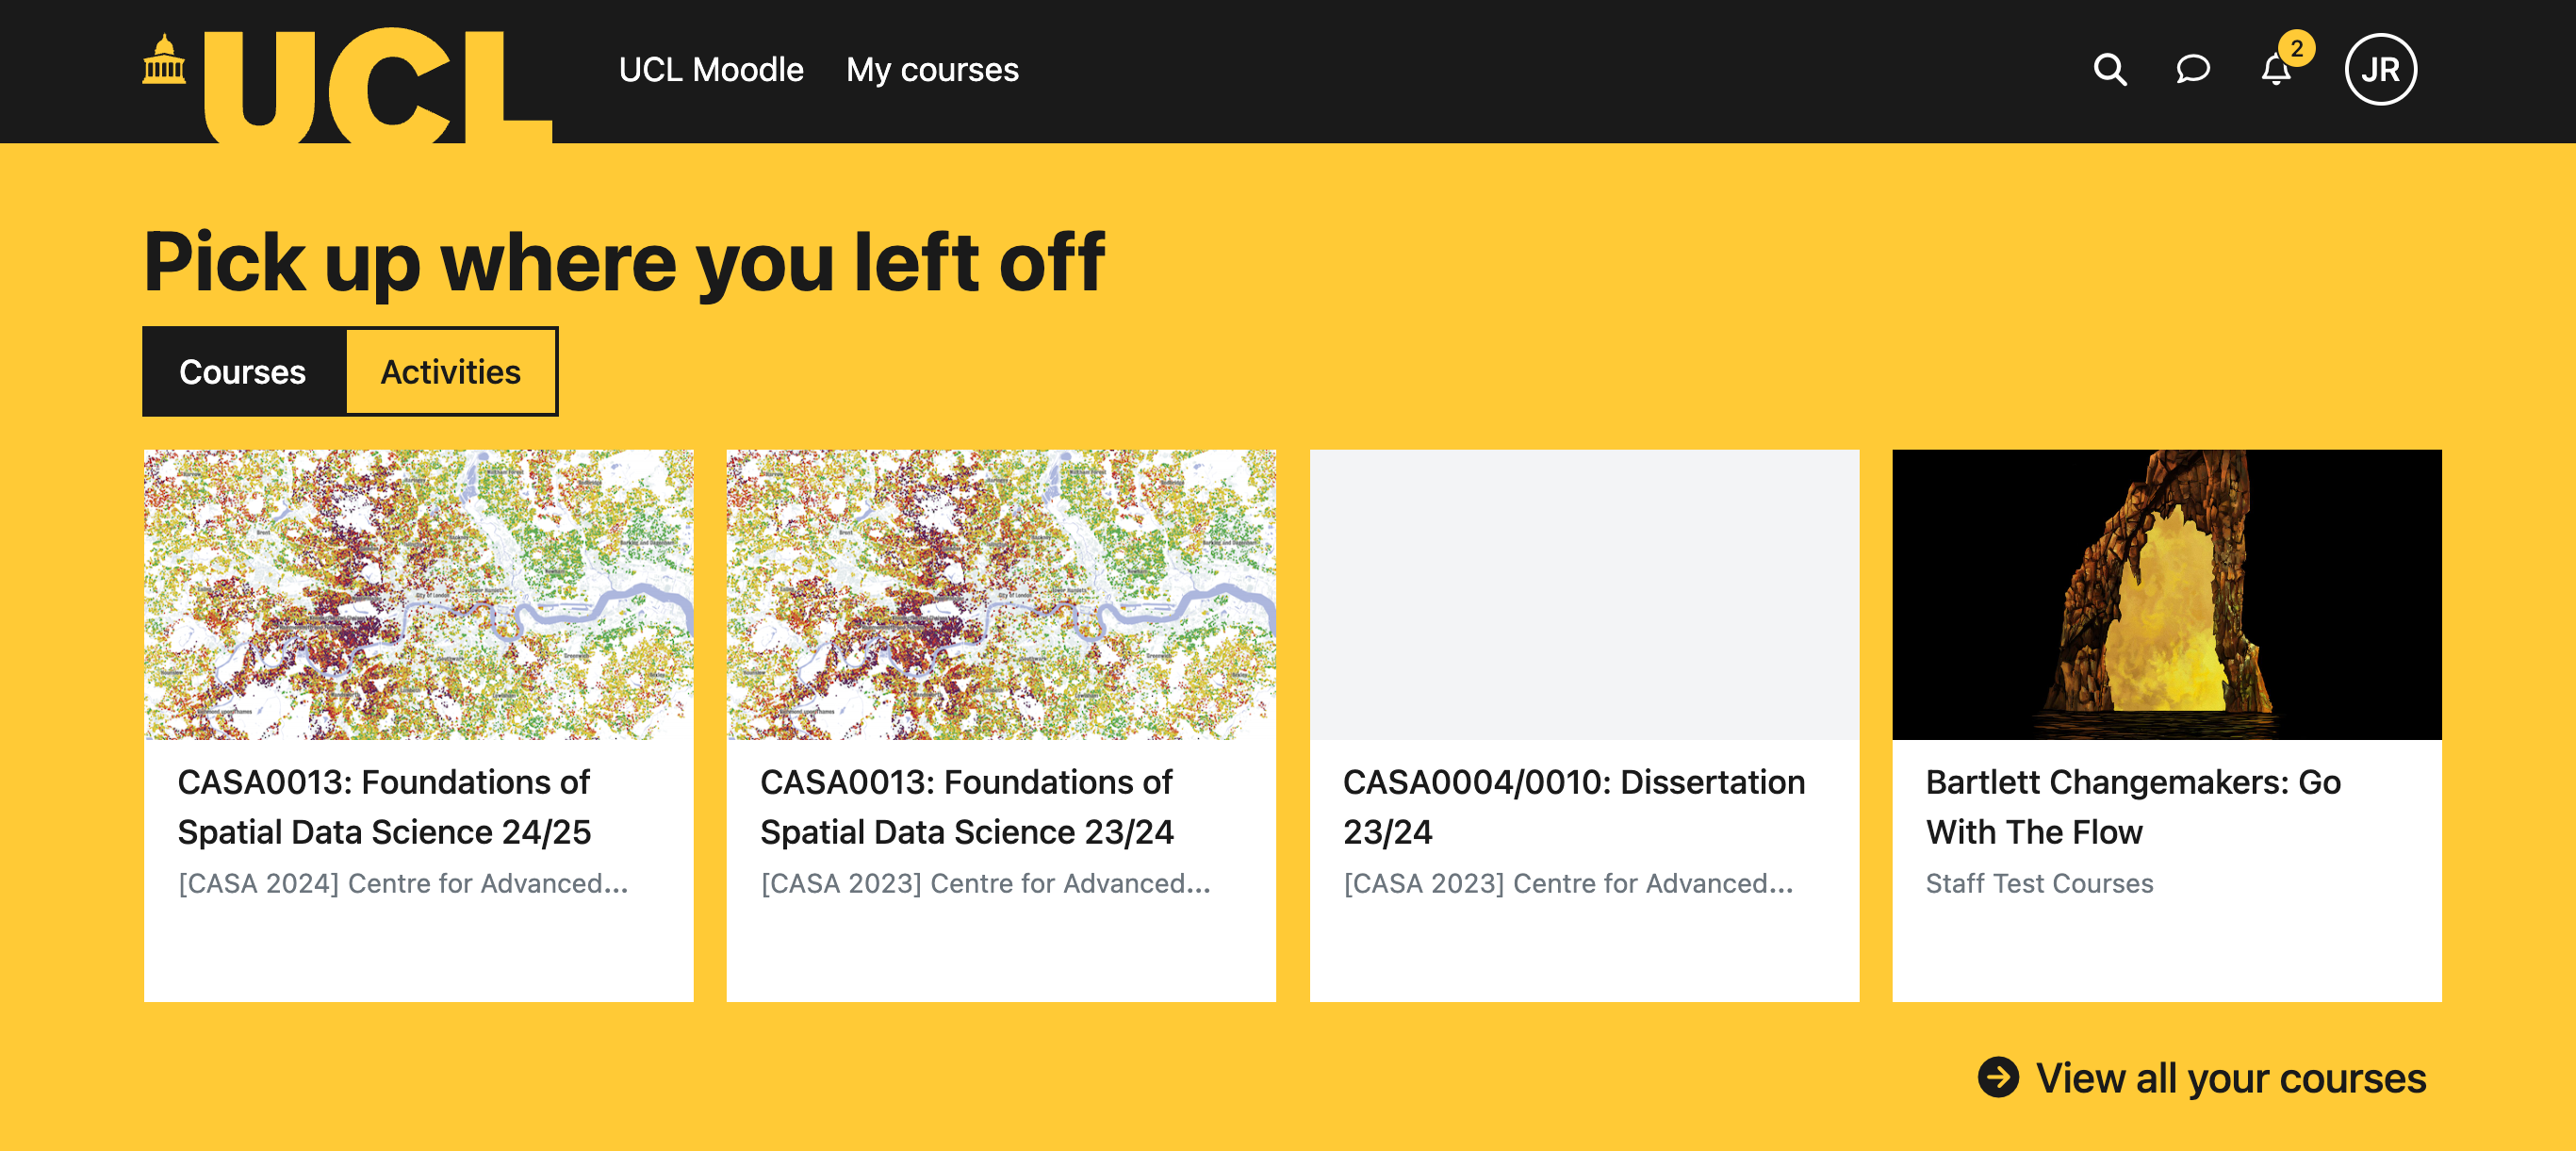 UCL
UCL Moodle
My courses
2
JR
Pick up where you left off
Courses
Activities
CASA0013: Foundations of
Spatial Data Science 24/25
[CASA 2024] Centre for Advanced...
CASA0013: Foundations of
Spatial Data Science 23/24
[CASA 2023] Centre for Advanced...
CASA0004/0010: Dissertation
23/24
[CASA 2023] Centre for Advanced...
Bartlett Changemakers: Go
With The Flow
Staff Test Courses
View all your courses